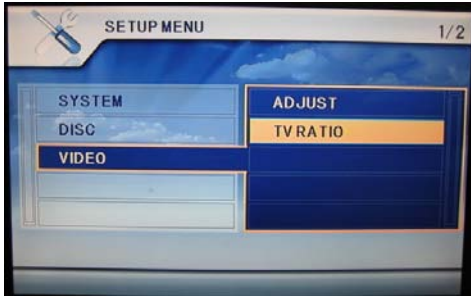 SETUP MENU
1/2
SYSTEM
DISC
VIDEO
ADJUST
TV RATIO